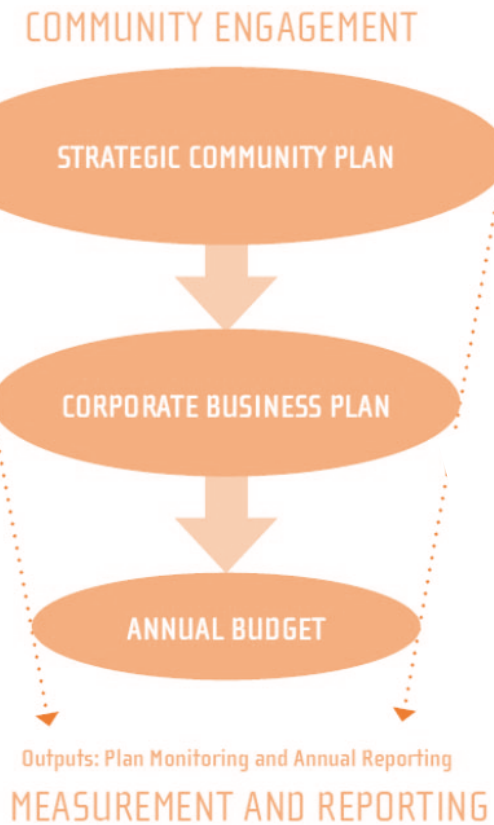 COMMUNITY ENGAGEMENT
STRATEGIC COMMUNITY PLAN
CORPORATE BUSINESS PLAN
ANNUAL BUDGET
Outputs: Plan Monitoring and Annual Reporting
MEASUREMENT AND REPORTING